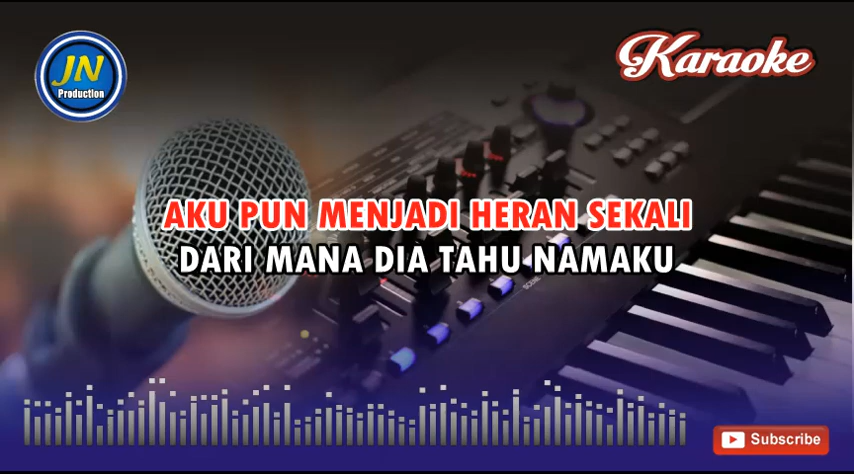 JN
Production
Karaoke
AKU PUN MENJADI HERAN SEKALI
DARI MANA DIA TAHU NAMAKU
Subscribe